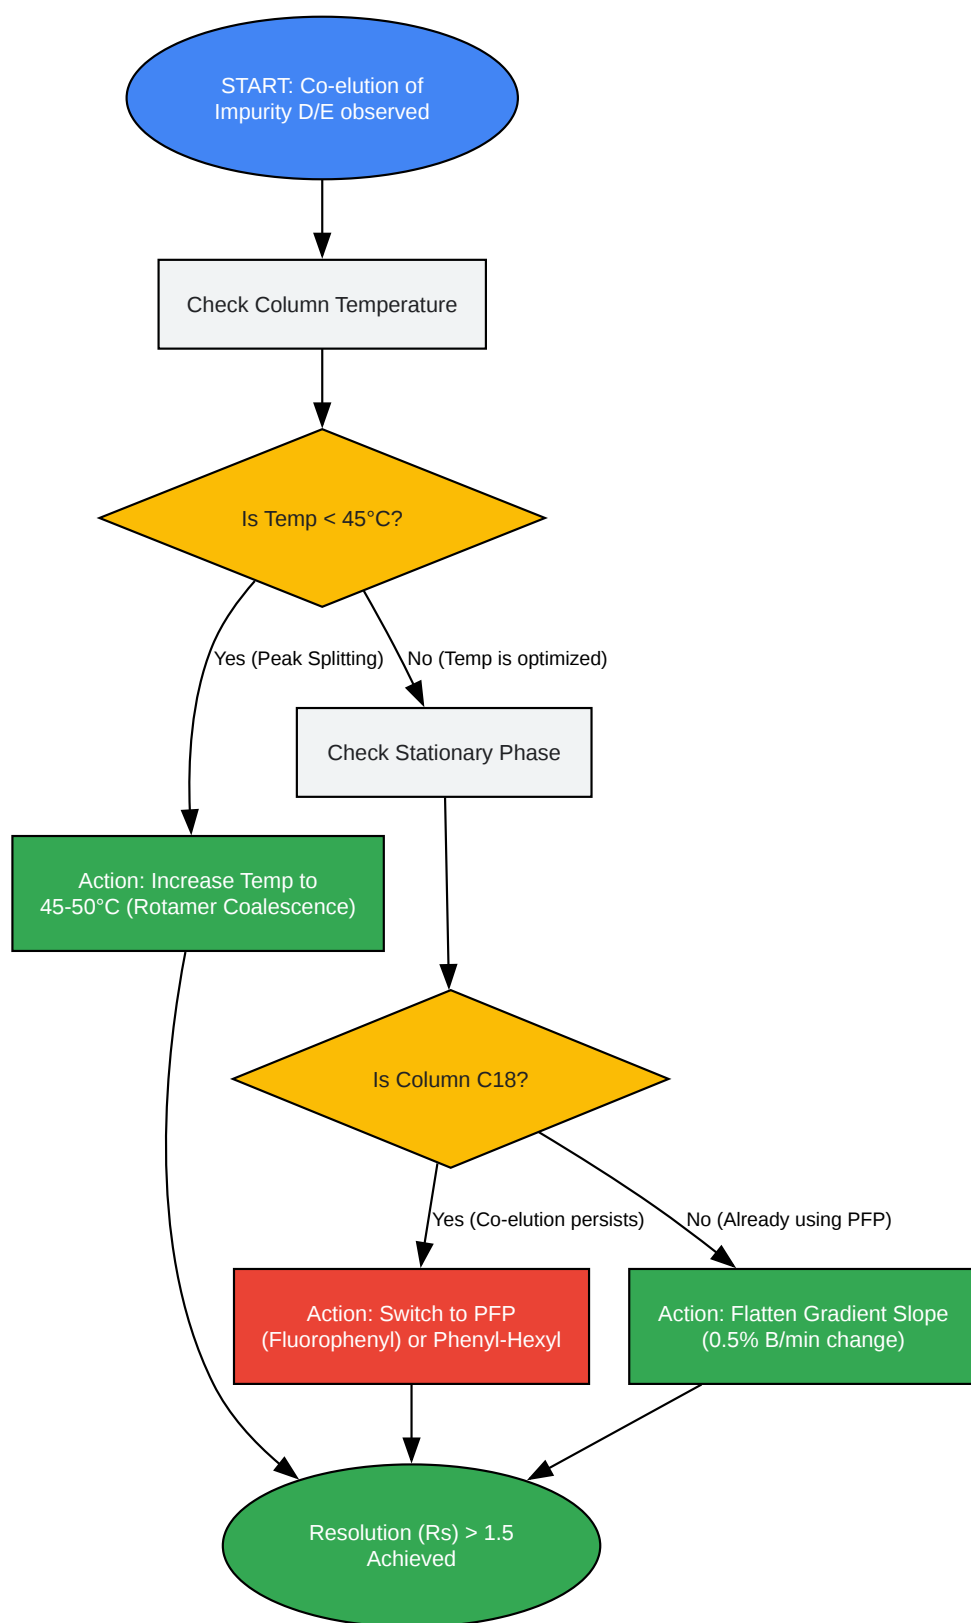 START: Co-elution of
Impurity D/E observed
Check Column Temperature
Is Temp < 45°C?
Yes (Peak Splitting)
No (Temp is optimized)
Check Stationary Phase
Action: Increase Temp to
45-50°C (Rotamer Coalescence)
Is Column C18?
Yes (Co-elution persists)
No (Already using PFP)
Action: Switch to PFP
(Fluorophenyl) or Phenyl-Hexyl
Action: Flatten Gradient Slope
(0.5% B/min change)
Resolution (Rs) > 1.5
Achieved